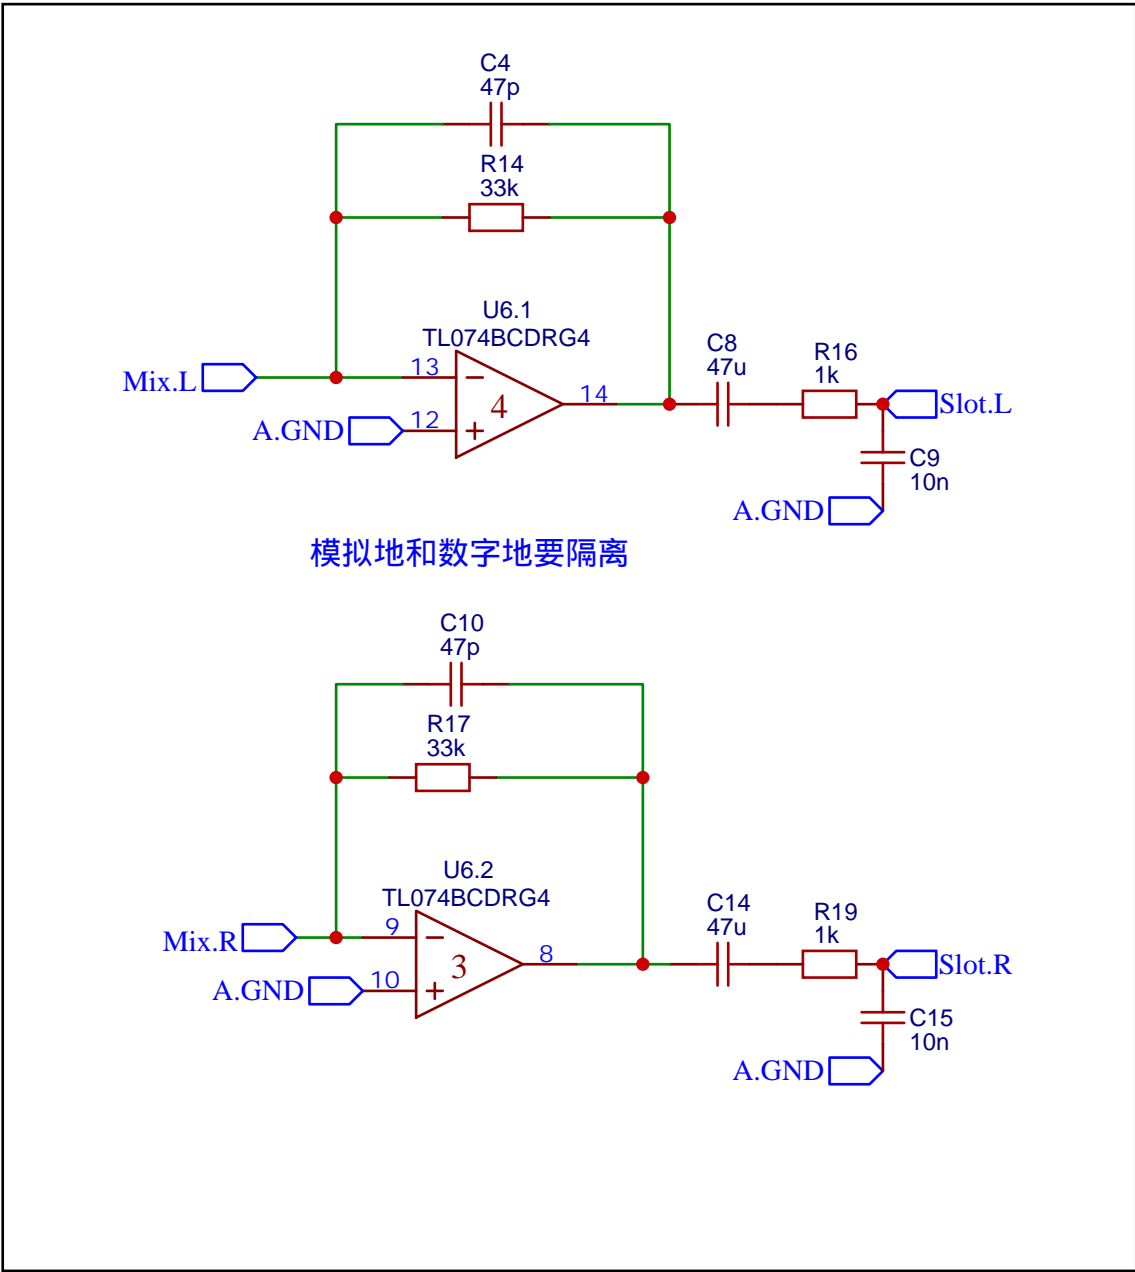 C4
47p
R14
33k
U6.1
TL074BCDRG4
Mix.L
13
A.GND
12
4
14
C8
47u
R16
1k
Slot.L
C9
10n
A.GND
模拟地和数字地要隔离
C10
47p
R17
33k
U6.2
TL074BCDRG4
Mix.R
9
A.GND
10
3
8
C14
47u
R19
1k
Slot.R
C15
10n
A.GND